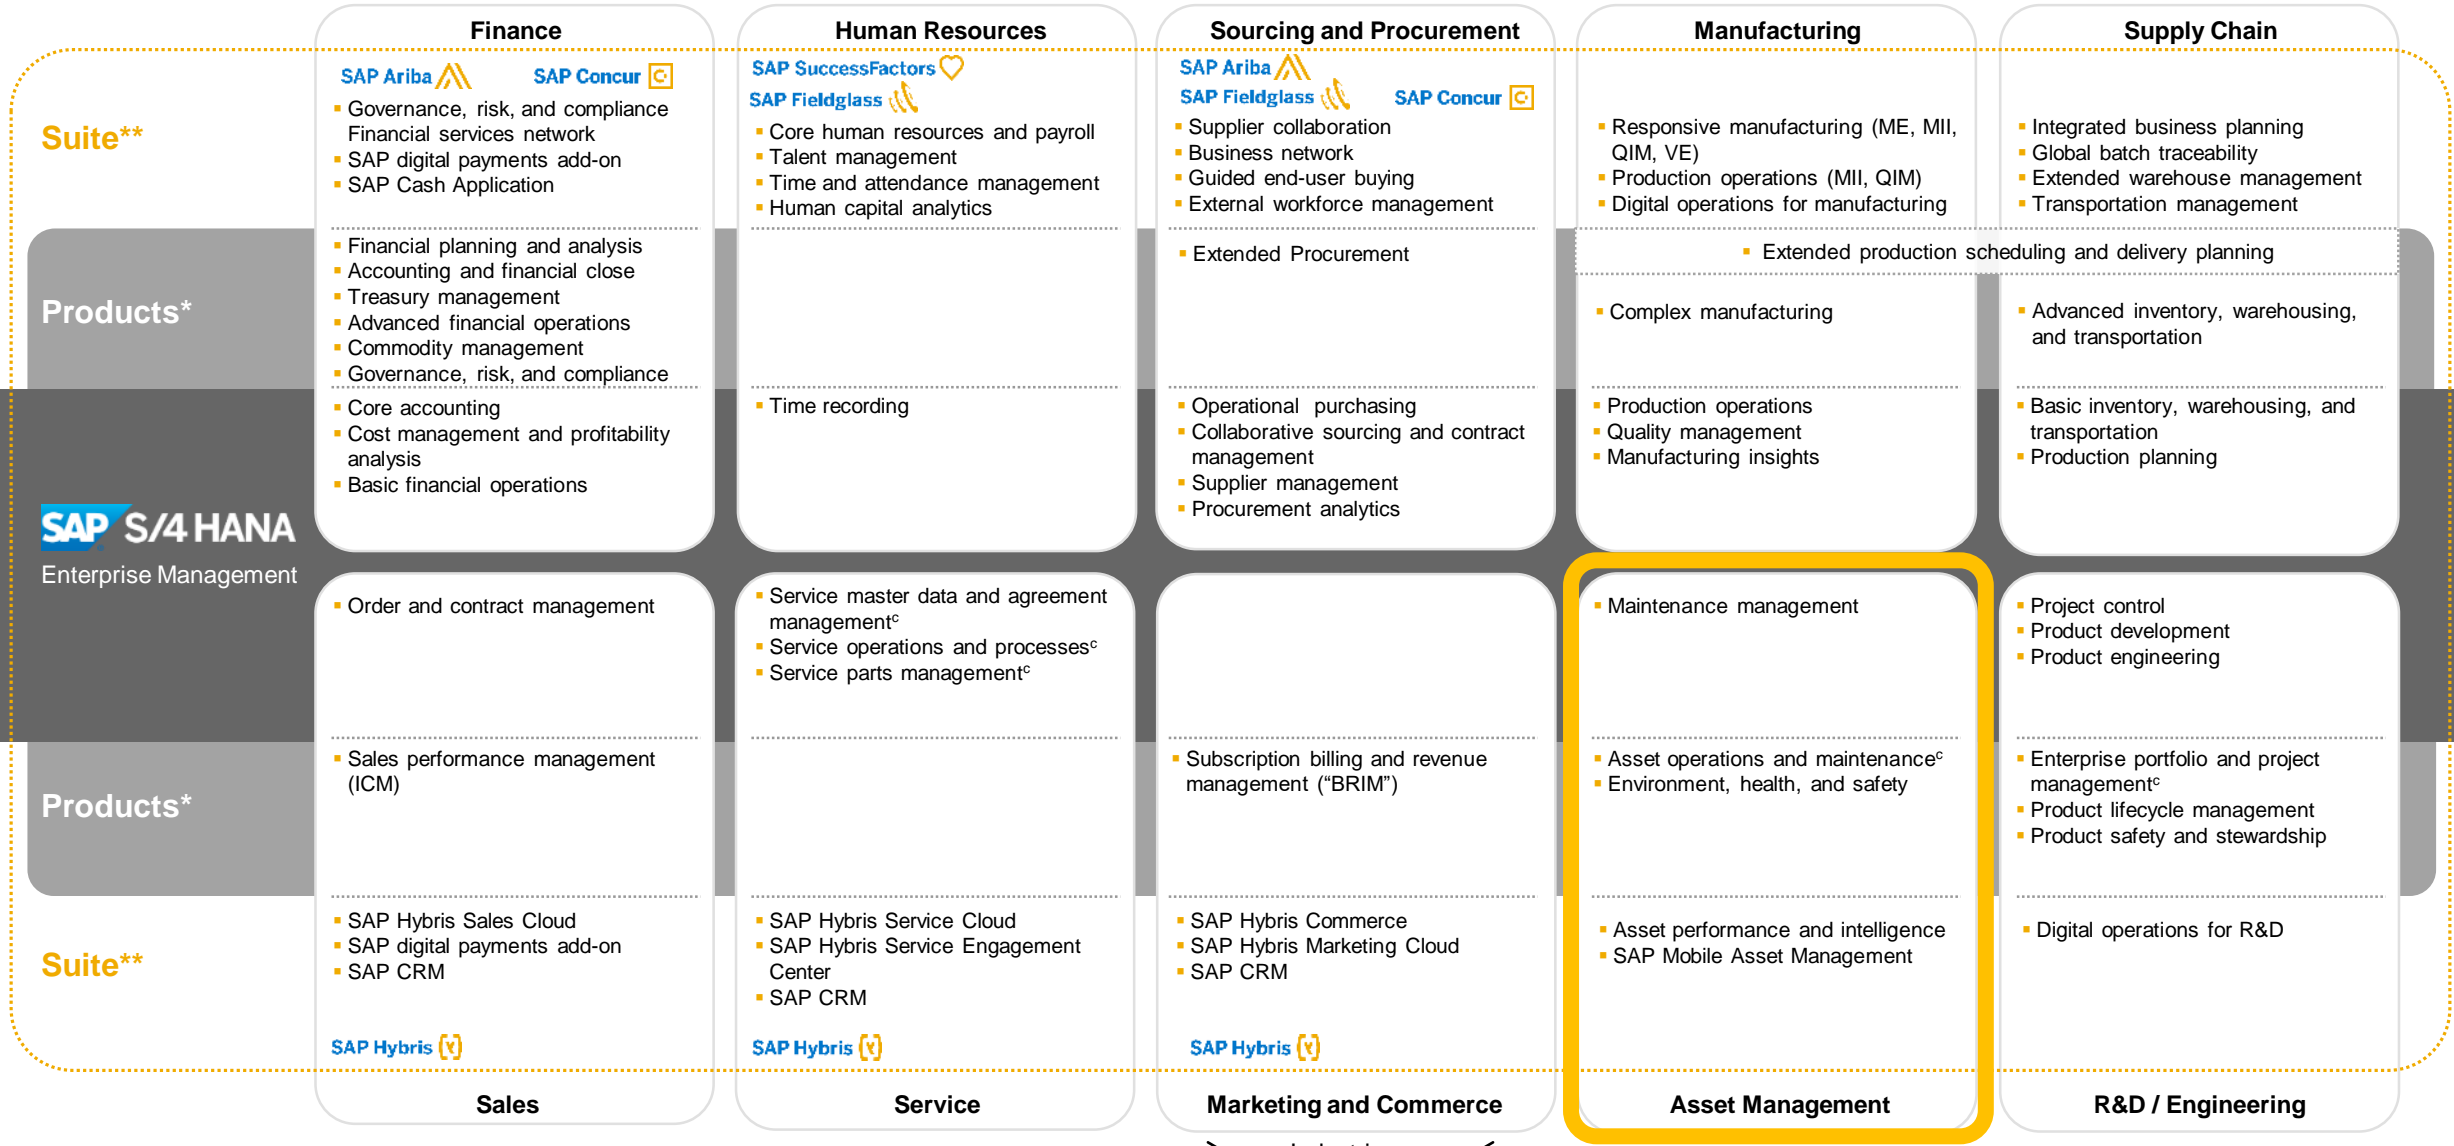 Finance
Human Resources
Sourcing and Procurement
Manufacturing
Supply Chain
Suite**
SAP Ariba
SAP Concur
Governance, risk, and compliance
Financial services network
SAP digital payments add-on
SAP Cash Application
SAP SuccessFactors
SAP Fieldglass
Core human resources and payroll
Talent management
Time and attendance management
Human capital analytics
SAP Ariba
SAP Fieldglass
SAP Concur
Supplier collaboration
Business network
Guided end-user buying
External workforce management
Responsive manufacturing (ME, MII,
QIM, VE)
Production operations (MII, QIM)
Digital operations for manufacturing
Integrated business planning
Global batch traceability
Extended warehouse management
Transportation management
Products*
Financial planning and analysis
Accounting and financial close
Treasury management
Advanced financial operations
Commodity management
Governance, risk, and compliance
Extended Procurement
Extended production scheduling and delivery planning
Complex manufacturing
Advanced inventory, warehousing,
and transportation
SAP S/4 HANA
Enterprise Management
Core accounting
Cost management and profitability
analysis
Basic financial operations
Time recording
Operational purchasing
Collaborative sourcing and contract
management
Supplier management
Procurement analytics
Production operations
Quality management
Manufacturing insights
Basic inventory, warehousing, and
transportation
Production planning
Order and contract management
Service master data and agreement
managementᶜ
Service operations and processesᶜ
Service parts managementᶜ
Maintenance management
Project control
Product development
Product engineering
Products*
Sales performance management
(ICM)
Subscription billing and revenue
management (“BRIM”)
Asset operations and maintenanceᶜ
Environment, health, and safety
Enterprise portfolio and project
managementᶜ
Product lifecycle management
Product safety and stewardship
Suite**
SAP Hybris Sales Cloud
SAP digital payments add-on
SAP CRM
SAP Hybris
SAP Hybris Service Cloud
SAP Hybris Service Engagement
Center
SAP CRM
SAP Hybris
SAP Hybris Commerce
SAP Hybris Marketing Cloud
SAP CRM
SAP Hybris
Asset performance and intelligence
SAP Mobile Asset Management
Digital operations for R&D
Sales
Service
Marketing and Commerce
Asset Management
R&D / Engineering